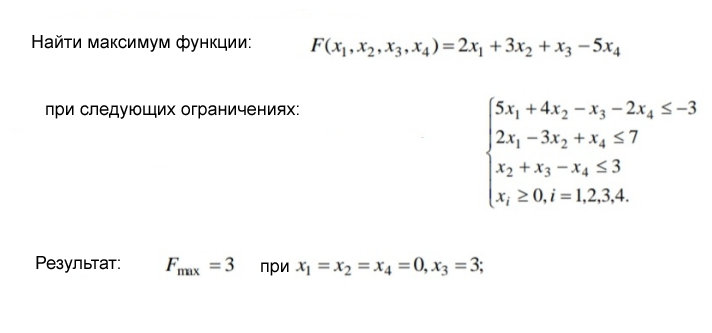 Найти максимум функции: F(x₁, x₂, x₃, x₄) = 2x₁ + 3x₂ + x₃ − 5x₄
при следующих ограничениях:
5x₁ + 4x₂ − x₃ − 2x₄ ≤ −3
2x₁ − 3x₂ + x₄ ≤ 7
x₂ + x₃ − x₄ ≤ 3
xᵢ ≥ 0, i = 1,2,3,4.
Результат: Fmax = 3 при x₁ = x₂ = x₄ = 0, x₃ = 3;